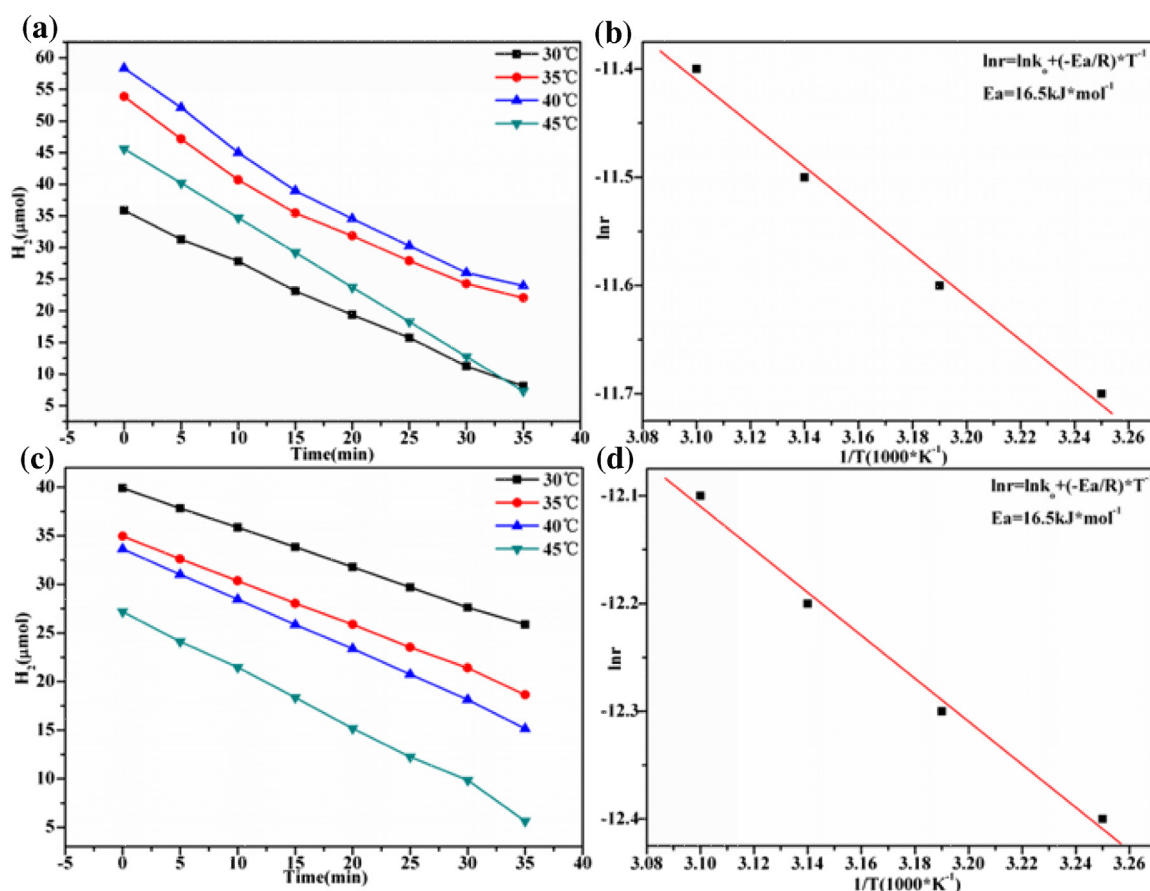 (a)
30℃
35℃
40℃
45℃
60
55
50
45
40
35
30
25
20
15
10
5
H₂(μmol)
-5 0 5 10 15 20 25 30 35 40
Time(min)
(b)
lnr=lnkₒ+(-Ea/R)*T⁻¹
Ea=16.5kJ*mol⁻¹
-11.4
-11.5
-11.6
-11.7
lnr
3.08 3.10 3.12 3.14 3.16 3.18 3.20 3.22 3.24 3.26
1/T(1000*K⁻¹)
(c)
30℃
35℃
40℃
45℃
40
35
30
25
20
15
10
5
H₂(μmol)
-5 0 5 10 15 20 25 30 35 40
Time(min)
(d)
lnr=lnkₒ+(-Ea/R)*T⁻¹
Ea=16.5kJ*mol⁻¹
-12.1
-12.2
-12.3
-12.4
lnr
3.08 3.10 3.12 3.14 3.16 3.18 3.20 3.22 3.24 3.26
1/T(1000*K⁻¹)